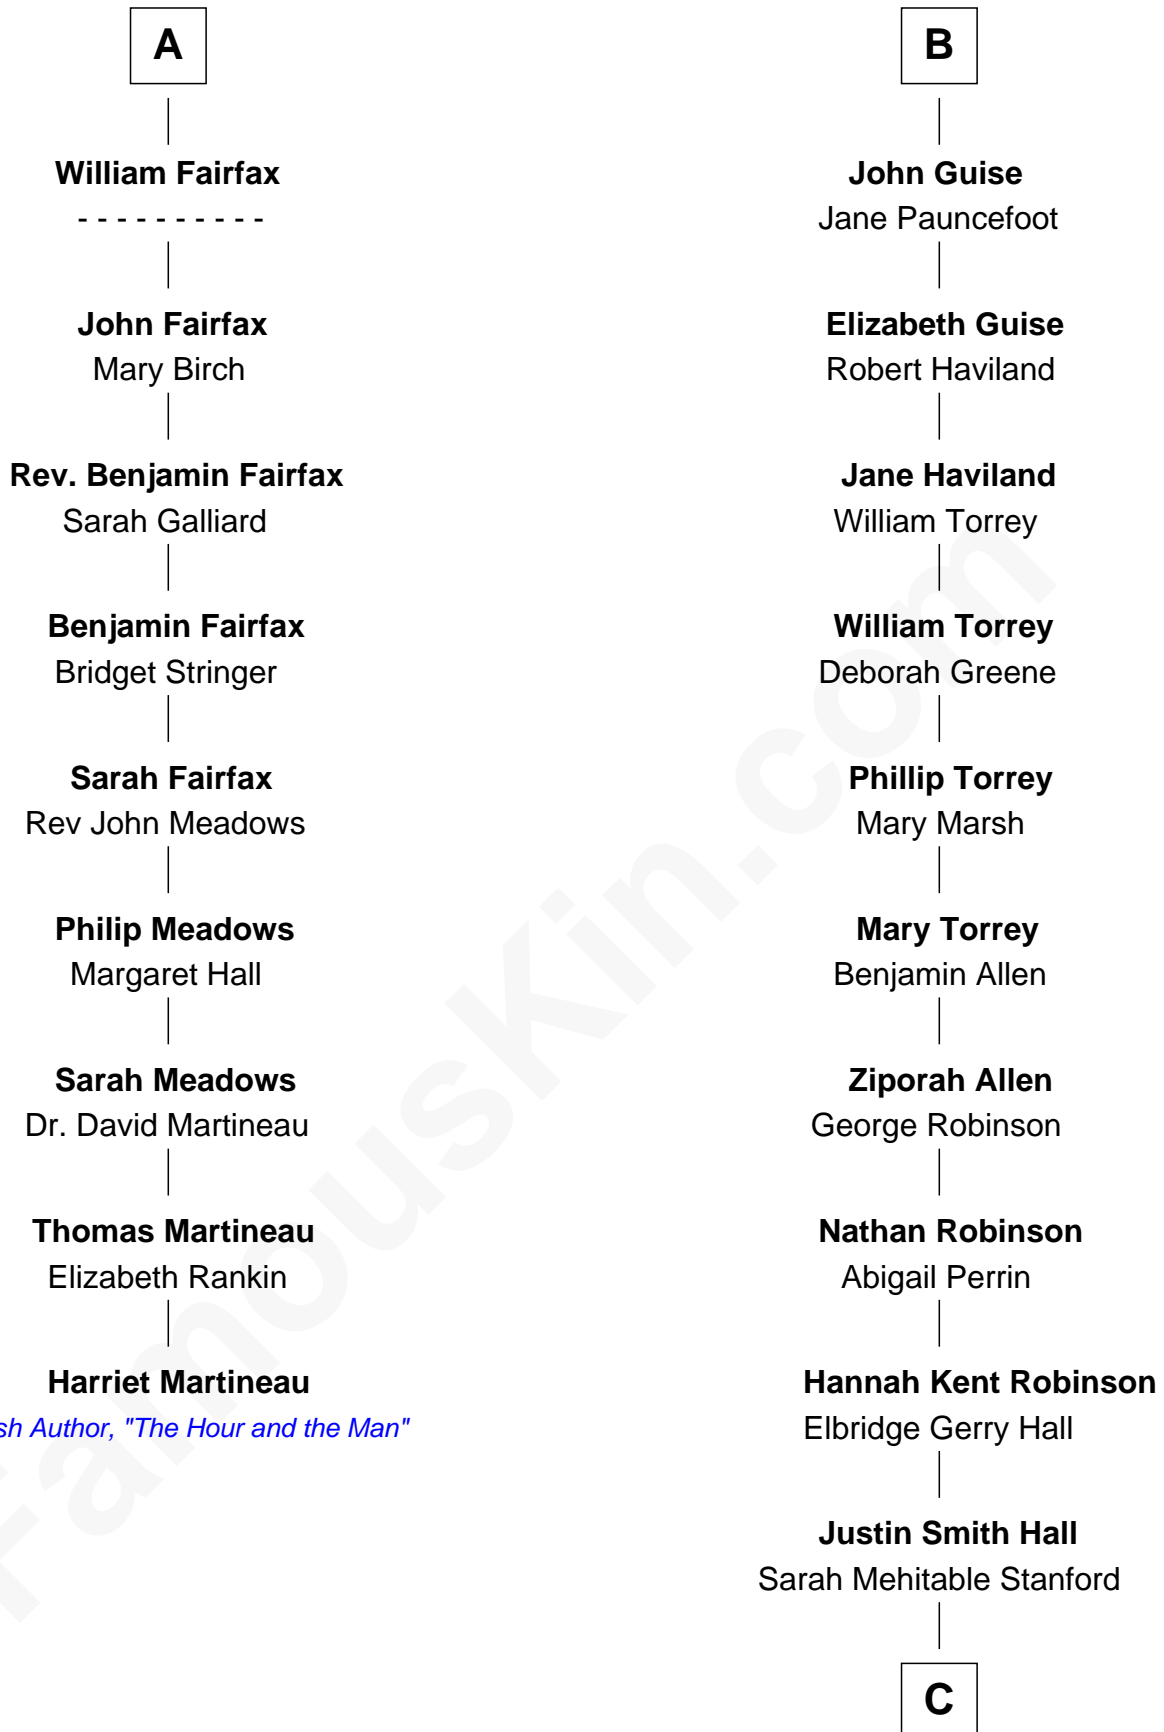 A
William Fairfax
- - - - - - - - - -
John Fairfax
Mary Birch
Rev. Benjamin Fairfax
Sarah Galliard
Benjamin Fairfax
Bridget Stringer
Sarah Fairfax
Rev John Meadows
Philip Meadows
Margaret Hall
Sarah Meadows
Dr. David Martineau
Thomas Martineau
Elizabeth Rankin
Harriet Martineau
Author, "The Hour and the Man"
B
John Guise
Jane Pauncefoot
Elizabeth Guise
Robert Haviland
Jane Haviland
William Torrey
William Torrey
Deborah Greene
Phillip Torrey
Mary Marsh
Mary Torrey
Benjamin Allen
Ziporah Allen
George Robinson
Nathan Robinson
Abigail Perrin
Hannah Kent Robinson
Elbridge Gerry Hall
Justin Smith Hall
Sarah Mehitable Stanford
C
FamousKin.com